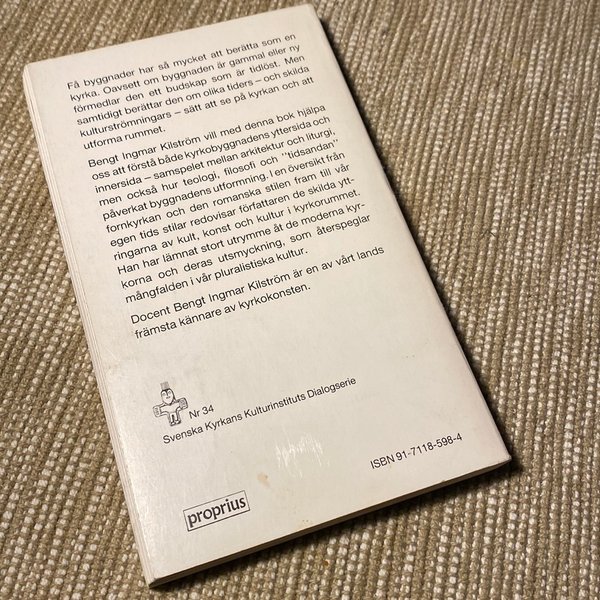 Få byggnader har så mycket att berätta som en
kyrka. Oavsett om byggnaden är gammal eller ny
förmedlar den ett budskap som är tidlöst. Men
samtidigt berättar den om olika tiders – och skilda
kulturströmningars – sätt att se på kyrkan och att
utforma rummet.
Bengt Ingmar Kilström vill med denna bok hjälpa
oss att förstå både kyrkobyggnadens yttersida och
innersida – samspelet mellan arkitektur och liturgi,
men också hur teologi, filosofi och "tidsandan"
påverkat byggnadens utformning. I en översikt från
fornkyrkan och den romanska stilen fram till vår
egen tids stilar redovisar författaren de skilda ytt-
ringarna av kult, konst och kultur i kyrkorummet.
Han har lämnat stort utrymme åt de moderna kyr-
korna och deras utsmyckning, som återspeglar
mångfalden i vår pluralistiska kultur.
Docent Bengt Ingmar Kilström är en av vårt lands
främsta kännare av kyrkokonsten.
Nr 34
Svenska Kyrkans Kulturinstituts Dialogserie
ISBN 91-7118-598-4
proprius